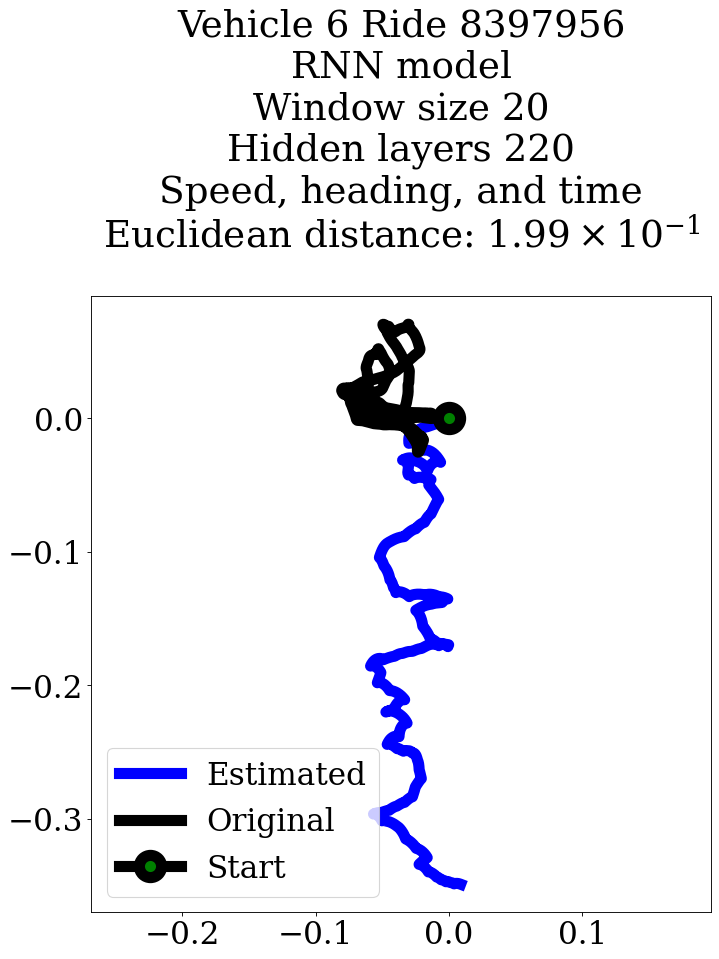 Vehicle 6 Ride 8397956
RNN model
Window size 20
Hidden layers 220
Speed, heading, and time
Euclidean distance: $1.99 \times 10^{-1}$
0.0
−0.1
−0.2
−0.3
Estimated
Original
Start
−0.2 −0.1 0.0 0.1